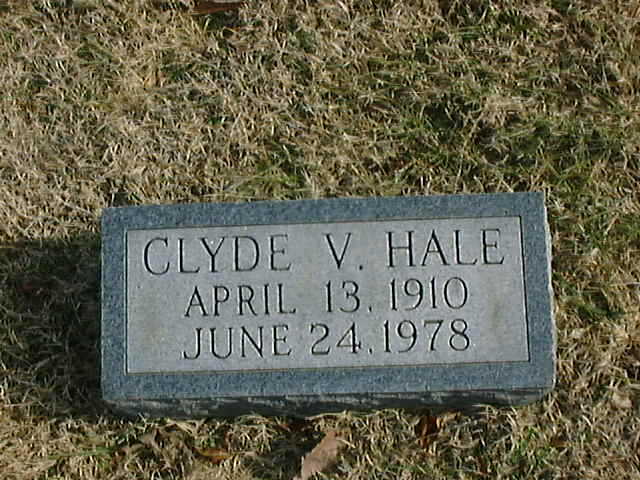 CLYDE V. HALE
APRIL 13, 1910
JUNE 24, 1978